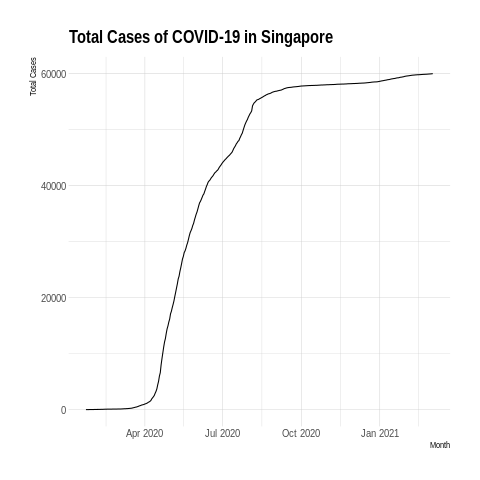 Total Cases of COVID-19 in Singapore
Total Cases
60000
40000
20000
0
Apr 2020 Jul 2020 Oct 2020 Jan 2021
Month